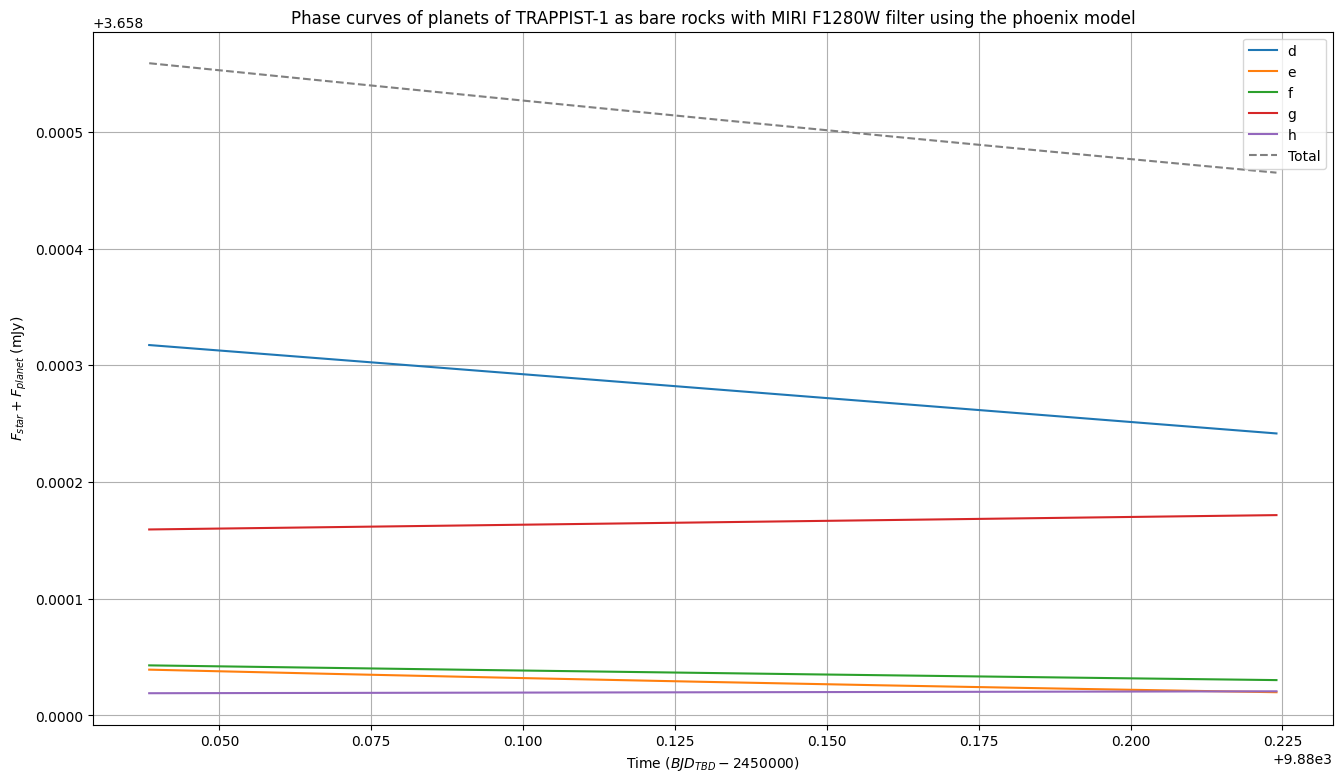 Phase curves of planets of TRAPPIST-1 as bare rocks with MIRI F1280W filter using the phoenix model
+3.658
d
e
f
g
h
Total
0.0005
0.0004
0.0003
0.0002
0.0001
0.0000
F_{star} + F_{planet} (mJy)
0.050 0.075 0.100 0.125 0.150 0.175 0.200 0.225
+9.88e3
Time (BJD_{TBD} − 2450000)